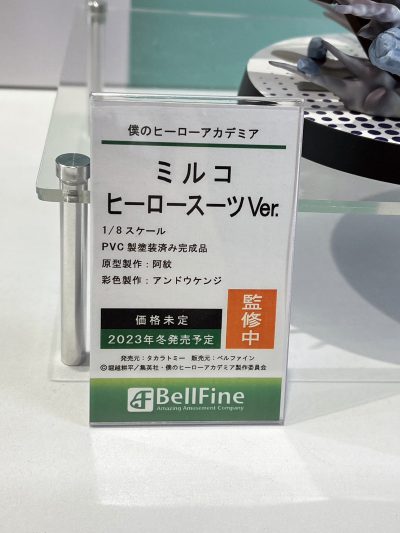 僕のヒーローアカデミア
ミルコ
ヒーロースーツVer.
1/8スケール
PVC製塗装済み完成品
原型製作：阿紋
彩色製作：アンドウケンジ
価格未定
2023年冬発売予定
監修中
発売元：タカラトミー　販売元：ベルファイン
©堀越耕平／集英社・僕のヒーローアカデミア製作委員会
BellFine
Amazing Amusement Company